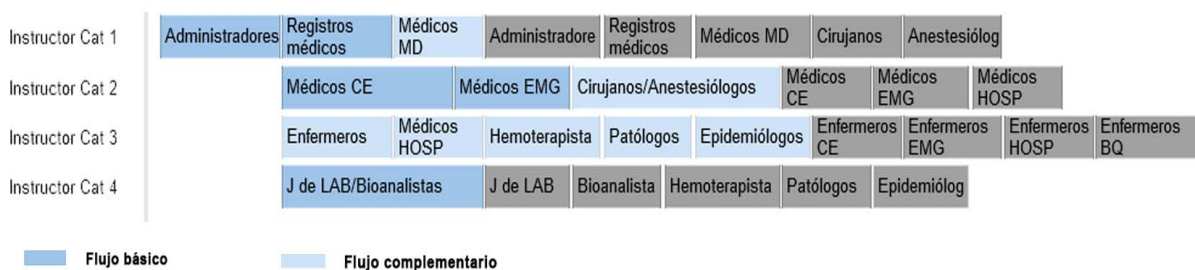 Instructor Cat 1
Administradores
Registros
médicos
Médicos
MD
Administradore
Registros
médicos
Médicos MD
Cirujanos
Anestesiólog
Instructor Cat 2
Médicos CE
Médicos EMG
Cirujanos/Anestesiólogos
Médicos
CE
Médicos
EMG
Médicos
HOSP
Instructor Cat 3
Enfermeros
Médicos
HOSP
Hemoterapista
Patólogos
Epidemiólogos
Enfermeros
CE
Enfermeros
EMG
Enfermeros
HOSP
Enfermeros
BQ
Instructor Cat 4
J de LAB/Bioanalistas
J de LAB
Bioanalista
Hemoterapista
Patólogos
Epidemiólog
Flujo básico
Flujo complementario